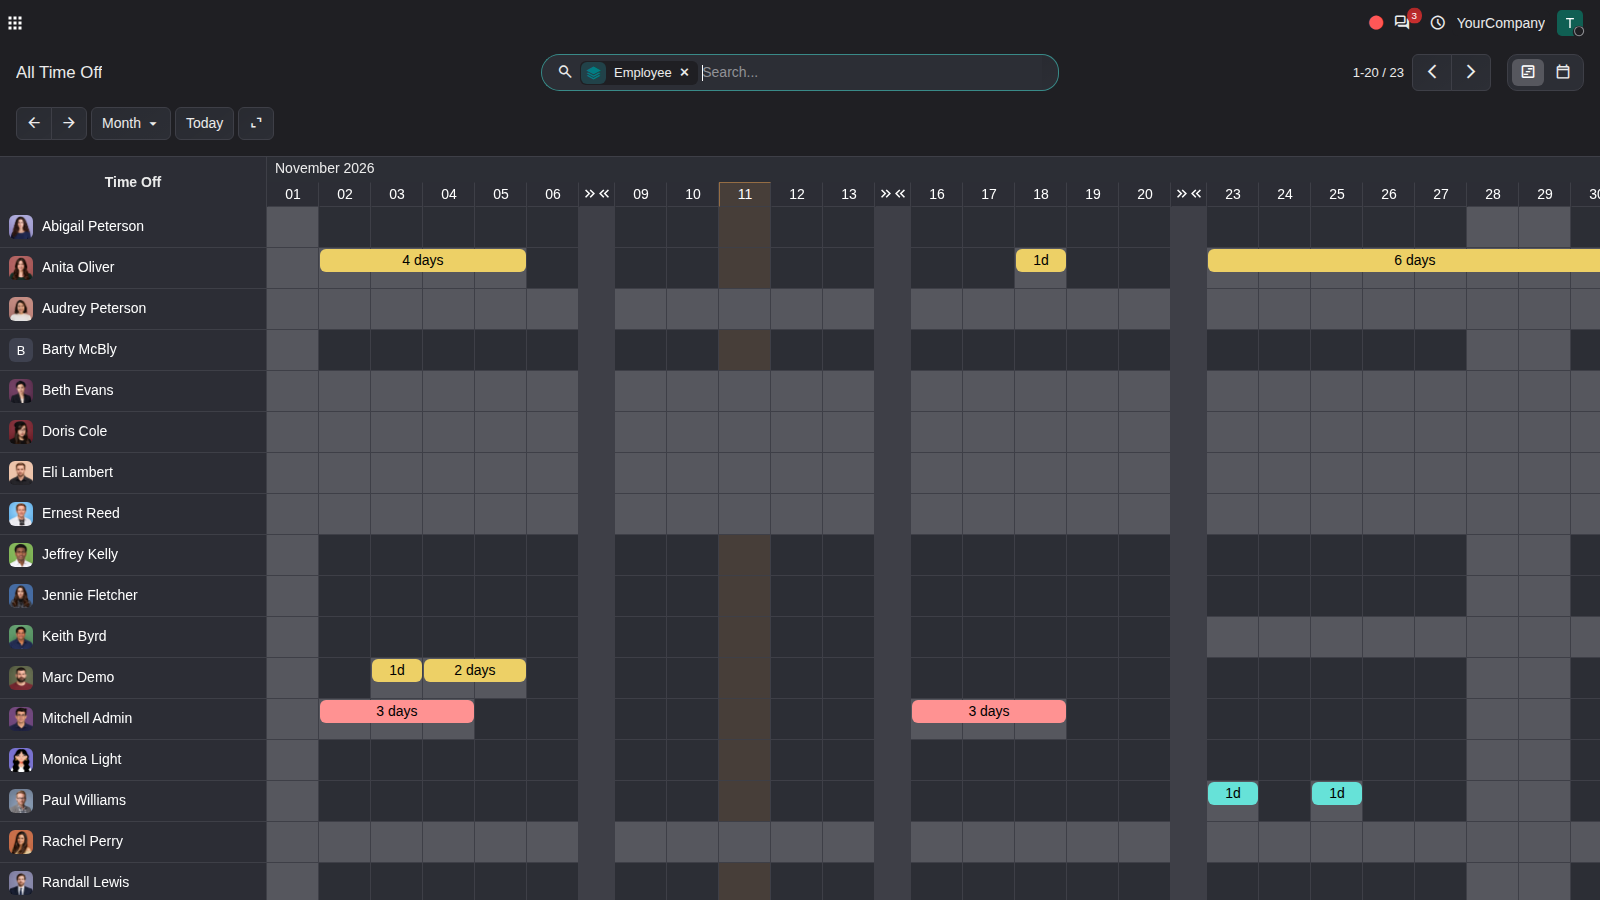 3
YourCompany
T
All Time Off
Employee
Search...
1-20 / 23
Month
Today
Time Off
November 2026
01 02 03 04 05 06 09 10 11 12 13 16 17 18 19 20 23 24 25 26 27 28 29 30
Abigail Peterson
Anita Oliver
4 days 1d 6 days
Audrey Peterson
B Barty McBly
Beth Evans
Doris Cole
Eli Lambert
Ernest Reed
Jeffrey Kelly
Jennie Fletcher
Keith Byrd
Marc Demo
1d 2 days
Mitchell Admin
3 days 3 days
Monica Light
Paul Williams
1d 1d
Rachel Perry
Randall Lewis